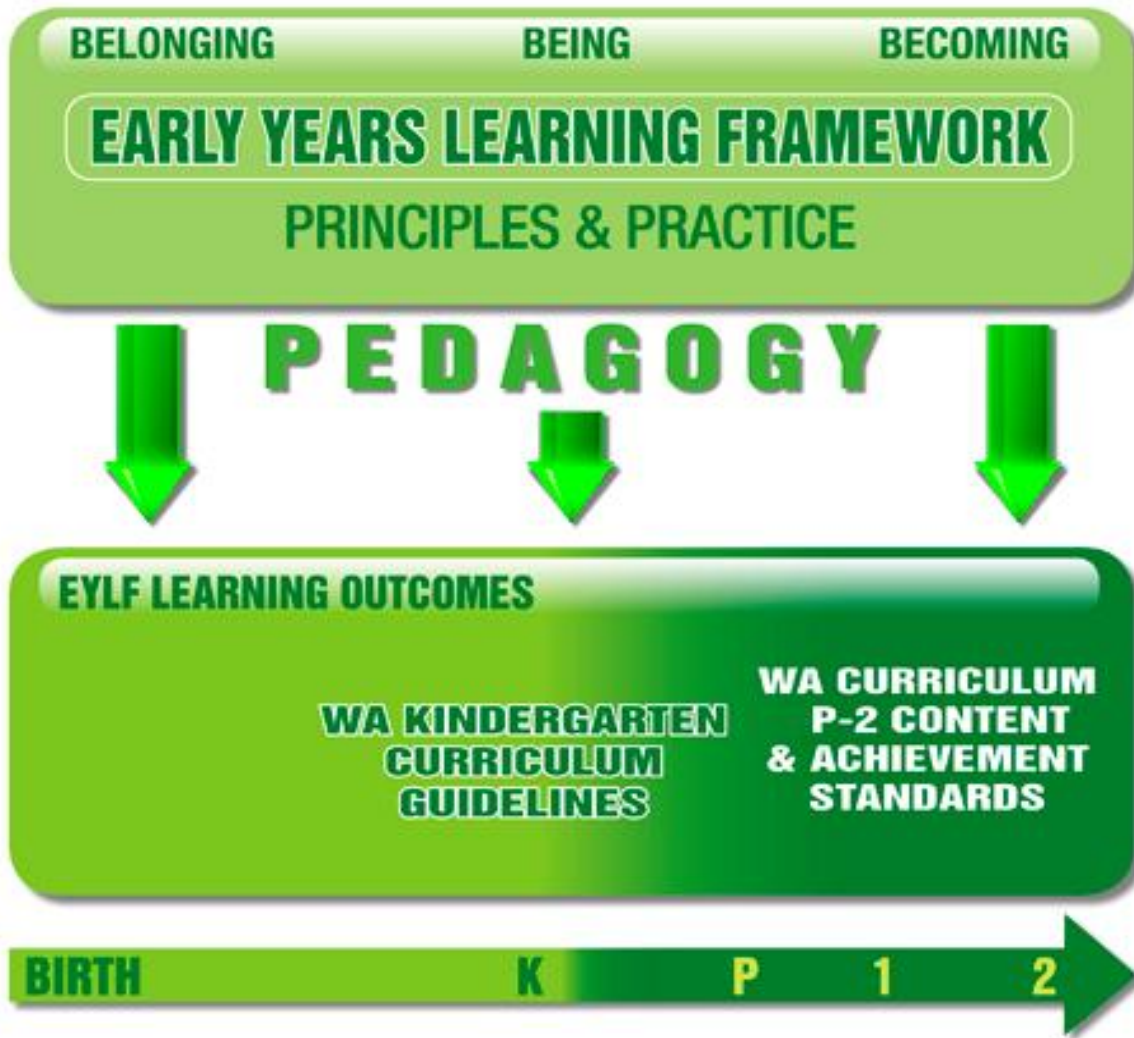 BELONGING BEING BECOMING
EARLY YEARS LEARNING FRAMEWORK
PRINCIPLES & PRACTICE
PEDAGOGY
EYLF LEARNING OUTCOMES
WA KINDERGARTEN
CURRICULUM
GUIDELINES
WA CURRICULUM
P-2 CONTENT
& ACHIEVEMENT
STANDARDS
BIRTH K P 1 2